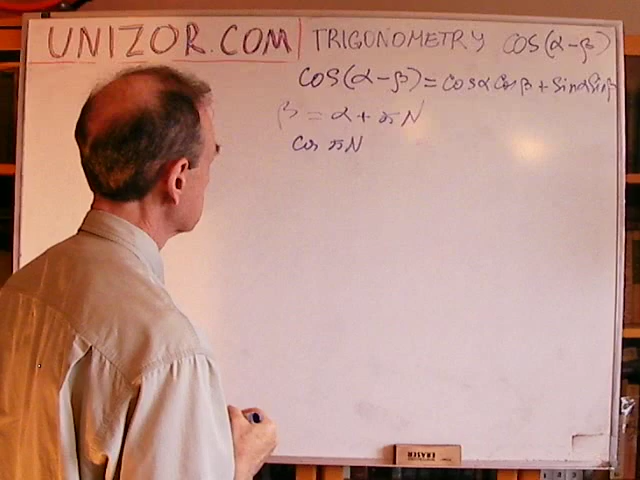 UNIZOR.COM TRIGONOMETRY COS(α-β)
COS(α-β) = Cosα Cosβ + Sinα Sinβ
β = α + πN
Cos πN
ERASER